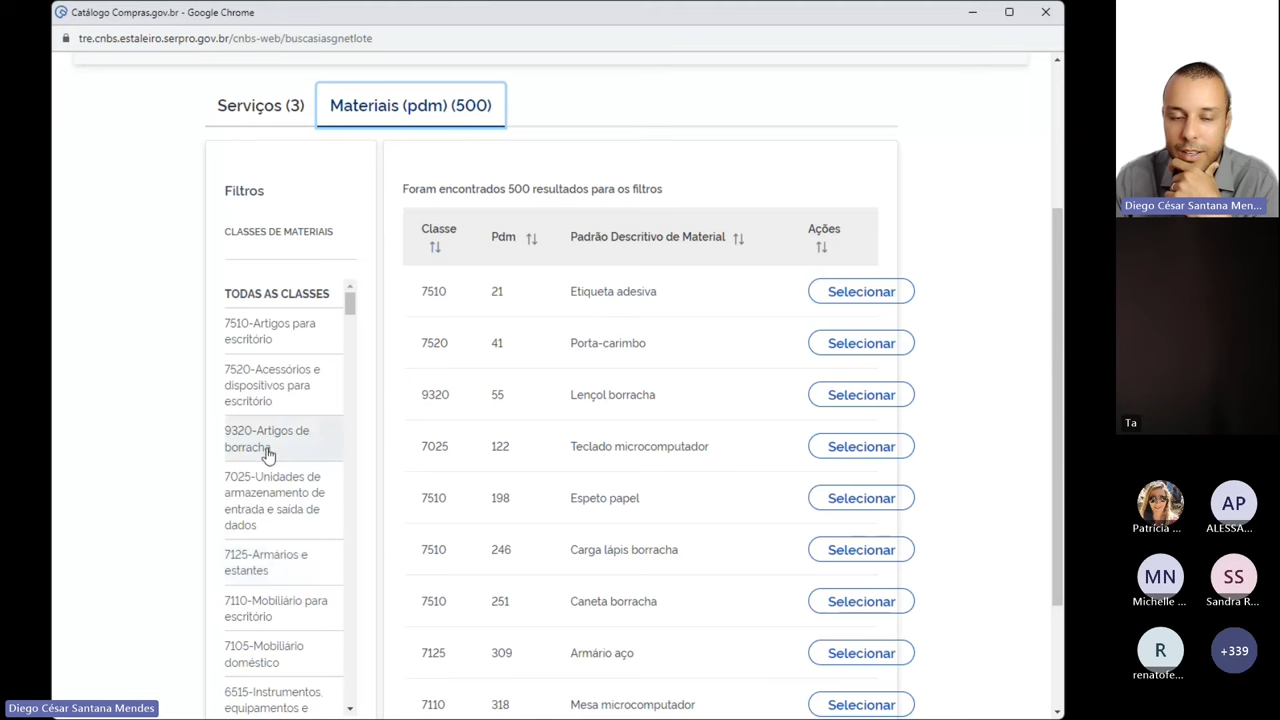 Catálogo Compras.gov.br - Google Chrome
tre.cnbs.estaleiro.serpro.gov.br/cnbs-web/buscasiasgnetlote
Serviços (3)
Materiais (pdm) (500)
Filtros
CLASSES DE MATERIAIS
TODAS AS CLASSES
7510-Artigos para
escritório
7520-Acessórios e
dispositivos para
escritório
9320-Artigos de
borracha
7025-Unidades de
armazenamento de
entrada e saída de
dados
7125-Armários e
estantes
7110-Mobiliário para
escritório
7105-Mobiliário
doméstico
6515-Instrumentos,
equipamentos e
Foram encontrados 500 resultados para os filtros
Classe Pdm Padrão Descritivo de Material Ações
7510 21 Etiqueta adesiva Selecionar
7520 41 Porta-carimbo Selecionar
9320 55 Lençol borracha Selecionar
7025 122 Teclado microcomputador Selecionar
7510 198 Espeto papel Selecionar
7510 246 Carga lápis borracha Selecionar
7510 251 Caneta borracha Selecionar
7125 309 Armário aço Selecionar
7110 318 Mesa microcomputador Selecionar
Diego César Santana Mendes
Diego César Santana Men...
Ta
Patrícia ...
AP
ALESSA...
MN
Michelle ...
SS
Sandra R...
R
renatofe...
+339